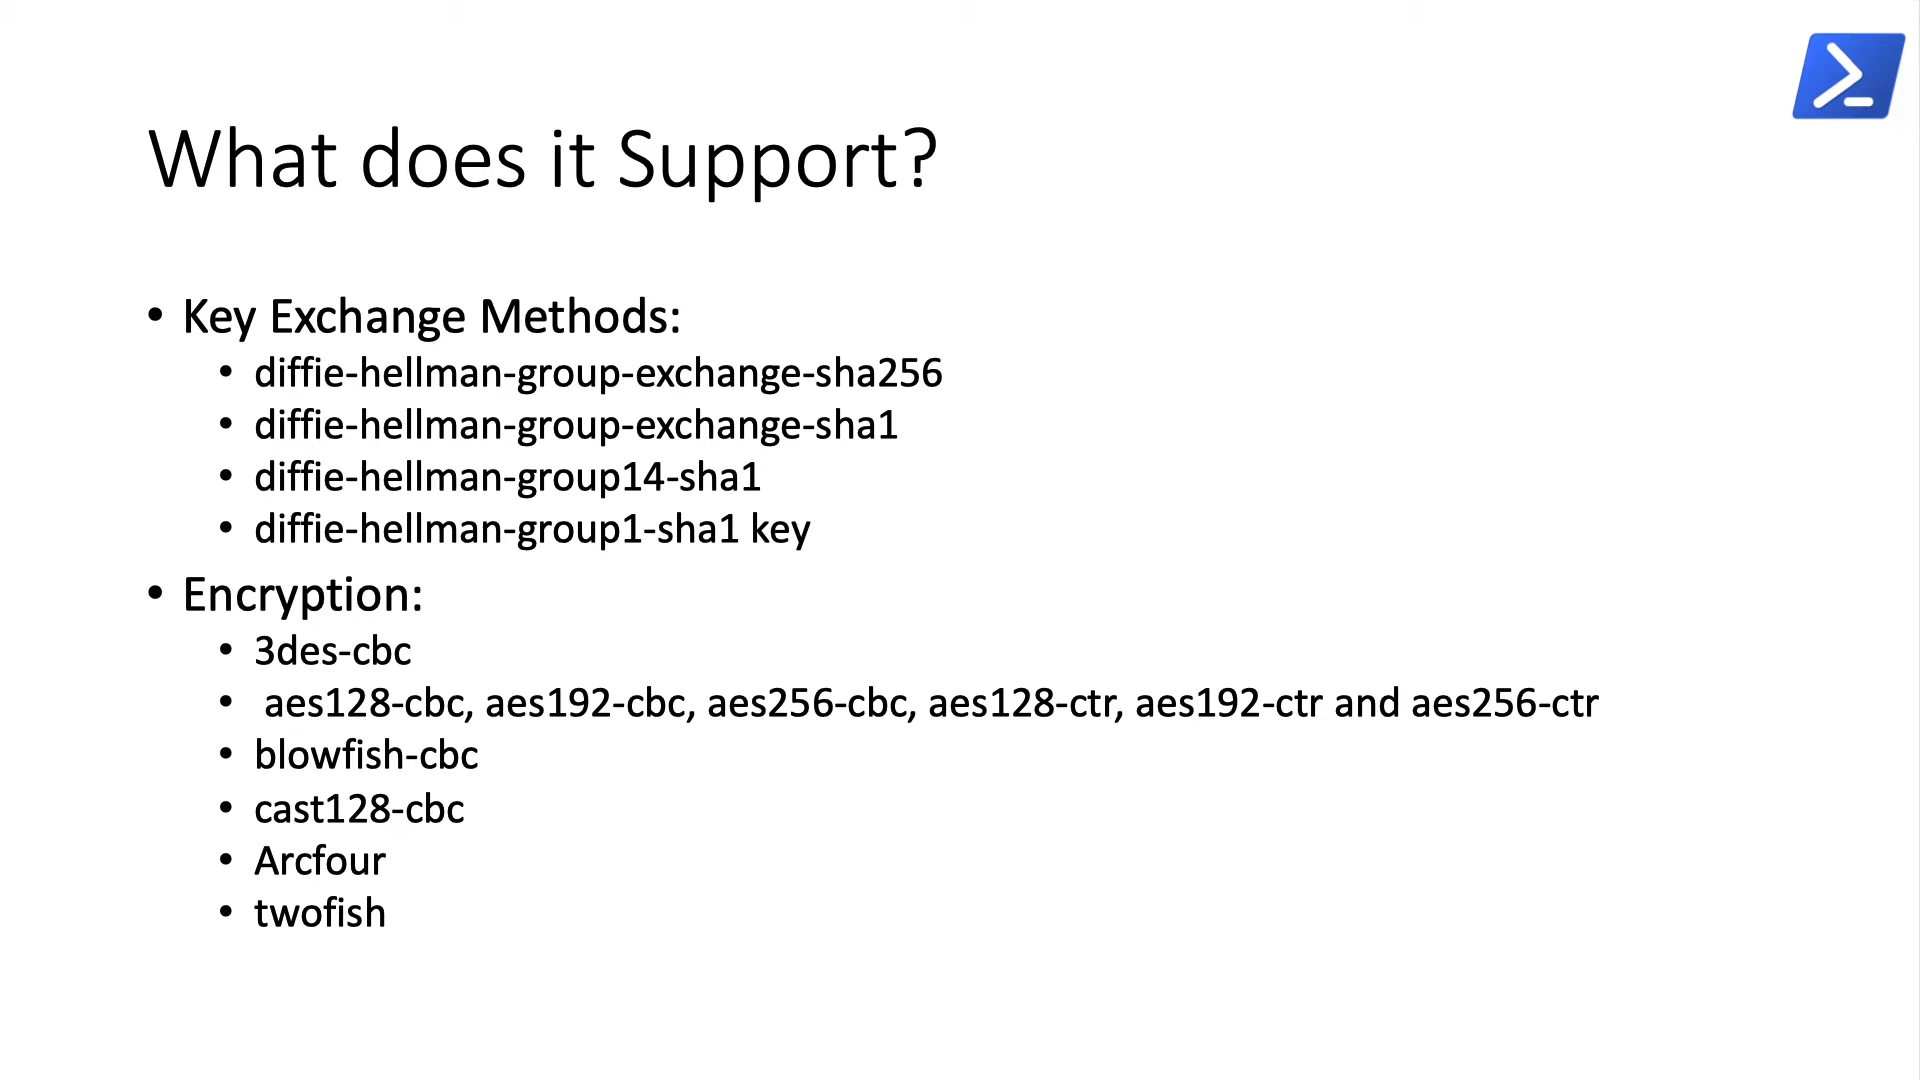 What does it Support?
• Key Exchange Methods:
• diffie-hellman-group-exchange-sha256
• diffie-hellman-group-exchange-sha1
• diffie-hellman-group14-sha1
• diffie-hellman-group1-sha1 key
• Encryption:
• 3des-cbc
• aes128-cbc, aes192-cbc, aes256-cbc, aes128-ctr, aes192-ctr and aes256-ctr
• blowfish-cbc
• cast128-cbc
• Arcfour
• twofish